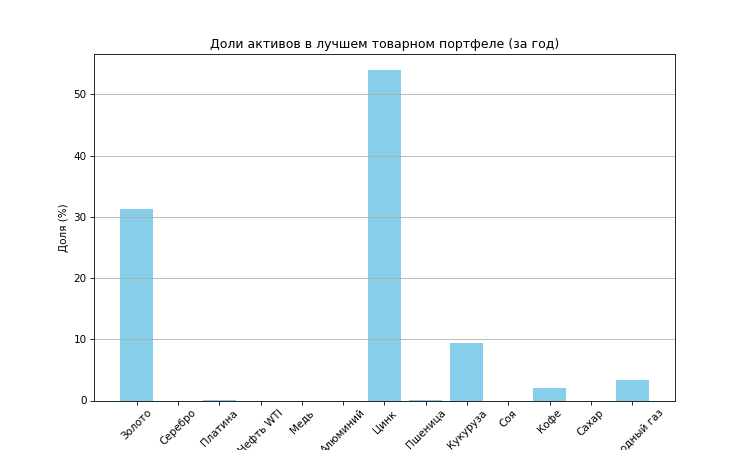 Доли активов в лучшем товарном портфеле (за год)
Доля (%)
50
40
30
20
10
0
Золото
Серебро
Платина
Нефть WTI
Медь
Алюминий
Цинк
Пшеница
Кукуруза
Соя
Кофе
Сахар
газ